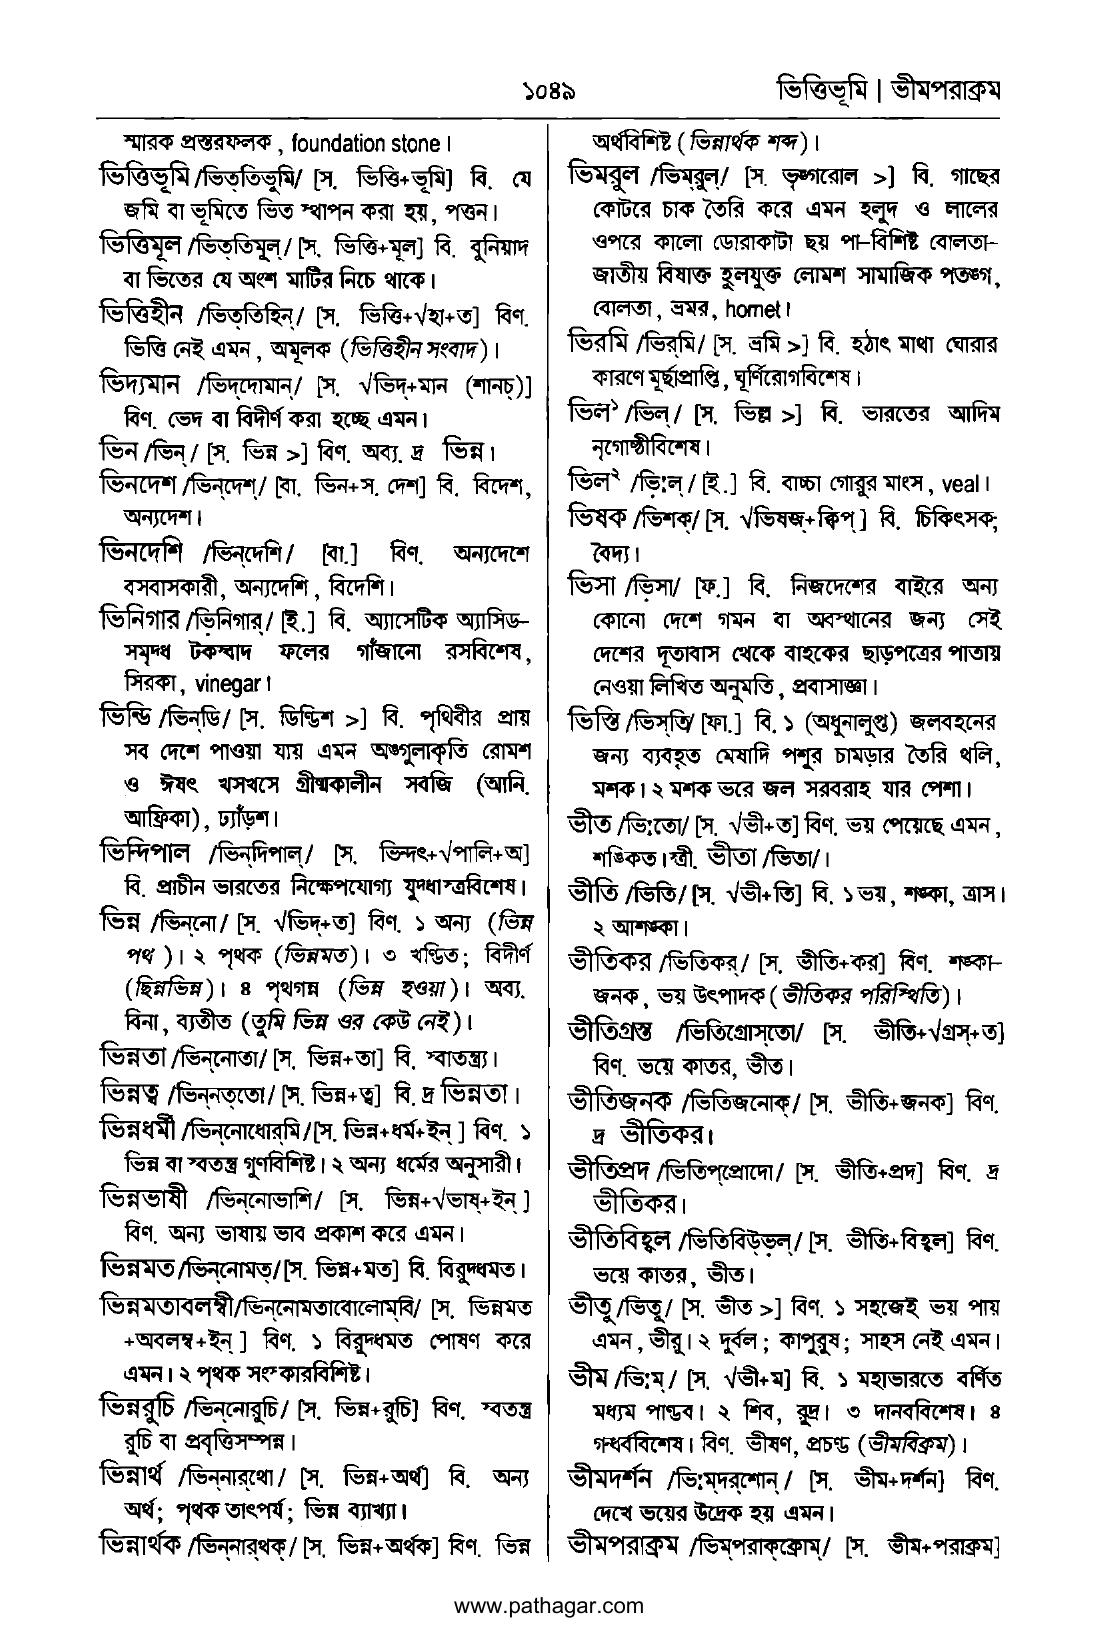 ১০৪৯
ভিত্তিভূমি | ভীমপরাক্রম
স্মারক প্রস্তরফলক, foundation stone।
ভিত্তিভূমি /ভিত্‌তিভুমি/ [স. ভিত্তি+ভূমি] বি. যে
জমি বা ভূমিতে ভিত স্থাপন করা হয়, পত্তন।
ভিত্তিমূল /ভিত্‌তিমুল্‌/ [স. ভিত্তি+মূল] বি. বুনিয়াদ
বা ভিতের যে অংশ মাটির নিচে থাকে।
ভিত্তিহীন /ভিত্‌তিহিন্‌/ [স. ভিত্তি+√হা+ত] বিণ.
ভিত্তি নেই এমন, অমূলক (ভিত্তিহীন সংবাদ)।
ভিদ্যমান /ভিদ্‌দোমান্‌/ [স. √ভিদ্‌+মান (শানচ্‌)]
বিণ. ভেদ বা বিদীর্ণ করা হচ্ছে এমন।
ভিন /ভিন্‌/ [স. ভিন্ন >] বিণ. অব্য. দ্র ভিন্ন।
ভিনদেশ /ভিন্‌দেশ্‌/ [বা. ভিন+স. দেশ] বি. বিদেশ,
অন্যদেশ।
ভিনদেশি /ভিন্‌দেশি/ [বা.] বিণ. অন্যদেশে
বসবাসকারী, অন্যদেশি, বিদেশি।
ভিনিগার /ভি়নিগার্‌/ [ই.] বি. অ্যাসেটিক অ্যাসিড-
সমৃদ্ধ টকস্বাদ ফলের গাঁজানো রসবিশেষ,
সিরকা, vinegar।
ভিন্ডি /ভিন্‌ডি/ [স. ডিণ্ডিশ >] বি. পৃথিবীর প্রায়
সব দেশে পাওয়া যায় এমন অঙ্গুলাকৃতি রোমশ
ও ঈষৎ খসখসে গ্রীষ্মকালীন সবজি (আনি.
আফ্রিকা), ঢ্যাঁড়শ।
ভিন্দিপাল /ভিন্‌দিপাল্‌/ [স. ভিন্দৎ+√পালি+অ]
বি. প্রাচীন ভারতের নিক্ষেপযোগ্য যুদ্ধাস্ত্রবিশেষ।
ভিন্ন /ভিন্‌নো/ [স. √ভিদ্‌+ত] বিণ. ১ অন্য (ভিন্ন
পথ )। ২ পৃথক (ভিন্নমত)। ৩ খণ্ডিত; বিদীর্ণ
(ছিন্নভিন্ন)। ৪ পৃথগন্ন (ভিন্ন হওয়া)। অব্য.
বিনা, ব্যতীত (তুমি ভিন্ন ওর কেউ নেই)।
ভিন্নতা /ভিন্‌নোতা/ [স. ভিন্ন+তা] বি. স্বাতন্ত্র্য।
ভিন্নত্ব /ভিন্‌নত্‌তো/ [স. ভিন্ন+ত্ব] বি. দ্র ভিন্নতা।
ভিন্নধর্মী /ভিন্‌নোধোর্‌মি/ [স. ভিন্ন+ধর্ম+ইন্‌ ] বিণ. ১
ভিন্ন বা স্বতন্ত্র গুণবিশিষ্ট। ২ অন্য ধর্মের অনুসারী।
ভিন্নভাষী /ভিন্‌নোভাশি/ [স. ভিন্ন+√ভাষ্‌+ইন্‌ ]
বিণ. অন্য ভাষায় ভাব প্রকাশ করে এমন।
ভিন্নমত /ভিন্‌নোমত্‌/ [স. ভিন্ন+মত] বি. বিরুদ্ধমত।
ভিন্নমতাবলম্বী /ভিন্‌নোমতাবোলোম্‌বি/ [স. ভিন্নমত
+অবলম্ব+ইন্‌ ] বিণ. ১ বিরুদ্ধমত পোষণ করে
এমন। ২ পৃথক সংস্কারবিশিষ্ট।
ভিন্নরুচি /ভিন্‌নোরুচি/ [স. ভিন্ন+রুচি] বিণ. স্বতন্ত্র
রুচি বা প্রবৃত্তিসম্পন্ন।
ভিন্নার্থ /ভিন্‌নার্‌থো/ [স. ভিন্ন+অর্থ] বি. অন্য
অর্থ; পৃথক তাৎপর্য; ভিন্ন ব্যাখ্যা।
ভিন্নার্থক /ভিন্‌নার্‌থক্‌/ [স. ভিন্ন+অর্থক] বিণ. ভিন্ন
অর্থবিশিষ্ট (ভিন্নার্থক শব্দ)।
ভিমরুল /ভিমরুল্‌/ [স. ভৃঙ্গরোল >] বি. গাছের
কোটরে চাক তৈরি করে এমন হলুদ ও লালের
ওপরে কালো ডোরাকাটা ছয় পা-বিশিষ্ট বোলতা-
জাতীয় বিষাক্ত হুলযুক্ত লোমশ সামাজিক পতঙ্গ,
বোলতা, ভ্রমর, hornet।
ভিরমি /ভির্‌মি/ [স. ভ্রমি >] বি. হঠাৎ মাথা ঘোরার
কারণে মূর্ছাপ্রাপ্তি, ঘূর্ণিরোগবিশেষ।
ভিল১ /ভিল্‌/ [স. ভিল্ল >] বি. ভারতের আদিম
নৃগোষ্ঠীবিশেষ।
ভিল২ /ভি়:ল্‌/ [ই.] বি. বাচ্চা গোরুর মাংস, veal।
ভিষক /ভিশক্‌/ [স. √ভিষজ্‌+ক্বিপ্‌ ] বি. চিকিৎসক;
বৈদ্য।
ভিসা /ভি়সা/ [ফ.] বি. নিজদেশের বাইরে অন্য
কোনো দেশে গমন বা অবস্থানের জন্য সেই
দেশের দূতাবাস থেকে বাহকের ছাড়পত্রের পাতায়
নেওয়া লিখিত অনুমতি, প্রবাসাজ্ঞা।
ভিস্তি /ভিস্‌তি/ [ফা.] বি. ১ (অধুনালুপ্ত) জলবহনের
জন্য ব্যবহৃত মেষাদি পশুর চামড়ার তৈরি থলি,
মশক। ২ মশক ভরে জল সরবরাহ যার পেশা।
ভীত /ভি:তো/ [স. √ভী+ত] বিণ. ভয় পেয়েছে এমন,
শঙ্কিত। স্ত্রী. ভীতা /ভিতা/।
ভীতি /ভিতি/ [স. √ভী+তি] বি. ১ ভয়, শঙ্কা, ত্রাস।
২ আশঙ্কা।
ভীতিকর /ভিতিকর্‌/ [স. ভীতি+কর] বিণ. শঙ্কা-
জনক, ভয় উৎপাদক (ভীতিকর পরিস্থিতি)।
ভীতিগ্রস্ত /ভিতিগ্রোস্‌তো/ [স. ভীতি+√গ্রস্‌+ত]
বিণ. ভয়ে কাতর, ভীত।
ভীতিজনক /ভিতিজনোক্‌/ [স. ভীতি+জনক] বিণ.
দ্র ভীতিকর।
ভীতিপ্রদ /ভিতিপ্‌প্রোদো/ [স. ভীতি+প্রদ] বিণ. দ্র
ভীতিকর।
ভীতিবিহ্বল /ভিতিবিউভ়ল্‌/ [স. ভীতি+বিহ্বল] বিণ.
ভয়ে কাতর, ভীত।
ভীতু /ভিতু/ [স. ভীত >] বিণ. ১ সহজেই ভয় পায়
এমন, ভীরু। ২ দুর্বল; কাপুরুষ; সাহস নেই এমন।
ভীম /ভি:ম্‌/ [স. √ভী+ম] বি. ১ মহাভারতে বর্ণিত
মধ্যম পাণ্ডব। ২ শিব, রুদ্র। ৩ দানববিশেষ। ৪
গন্ধর্ববিশেষ। বিণ. ভীষণ, প্রচণ্ড (ভীমবিক্রম)।
ভীমদর্শন /ভি:ম্‌দর্‌শোন্‌/ [স. ভীম+দর্শন] বিণ.
দেখে ভয়ের উদ্রেক হয় এমন।
ভীমপরাক্রম /ভিম্‌পরাক্‌ক্রোম্‌/ [স. ভীম+পরাক্রম]
www.pathagar.com